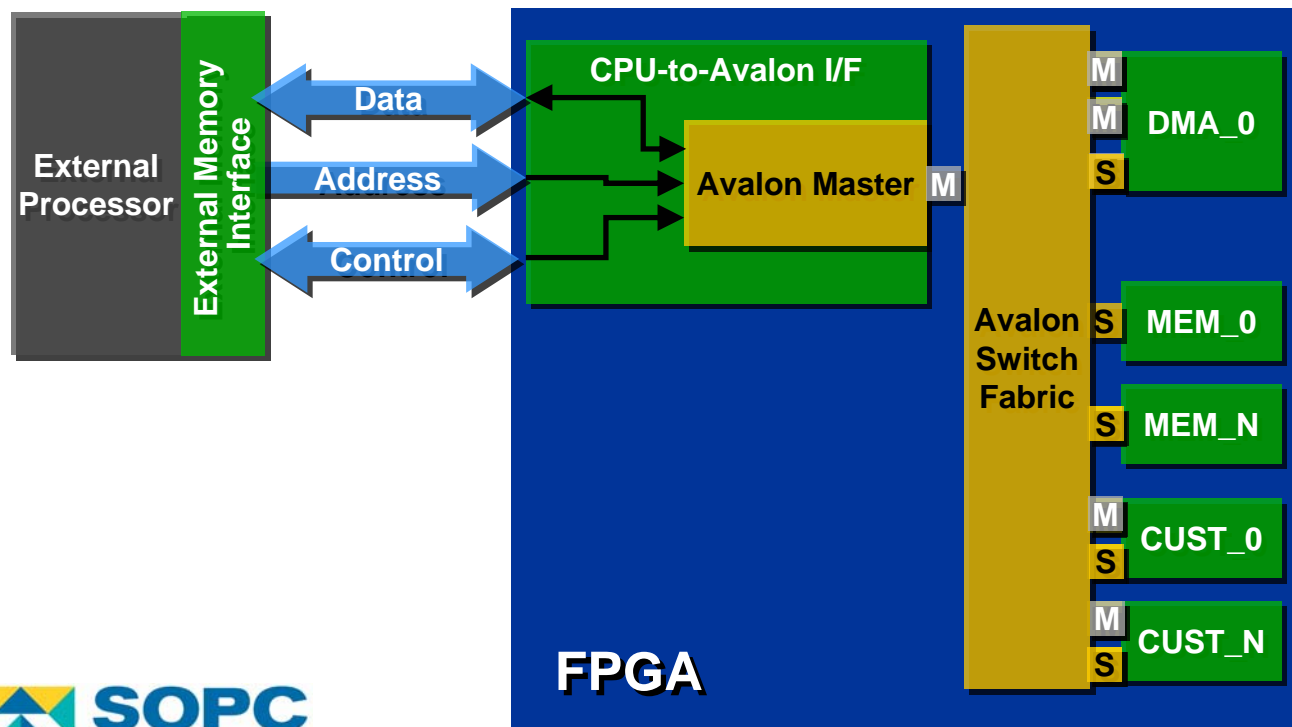 External
Processor
External Memory
Interface
Data
Address
Control
CPU-to-Avalon I/F
Avalon Master
M
Avalon
Switch
Fabric
M
M
S
DMA_0
S
MEM_0
S
MEM_N
M
S
CUST_0
M
S
CUST_N
FPGA
SOPC